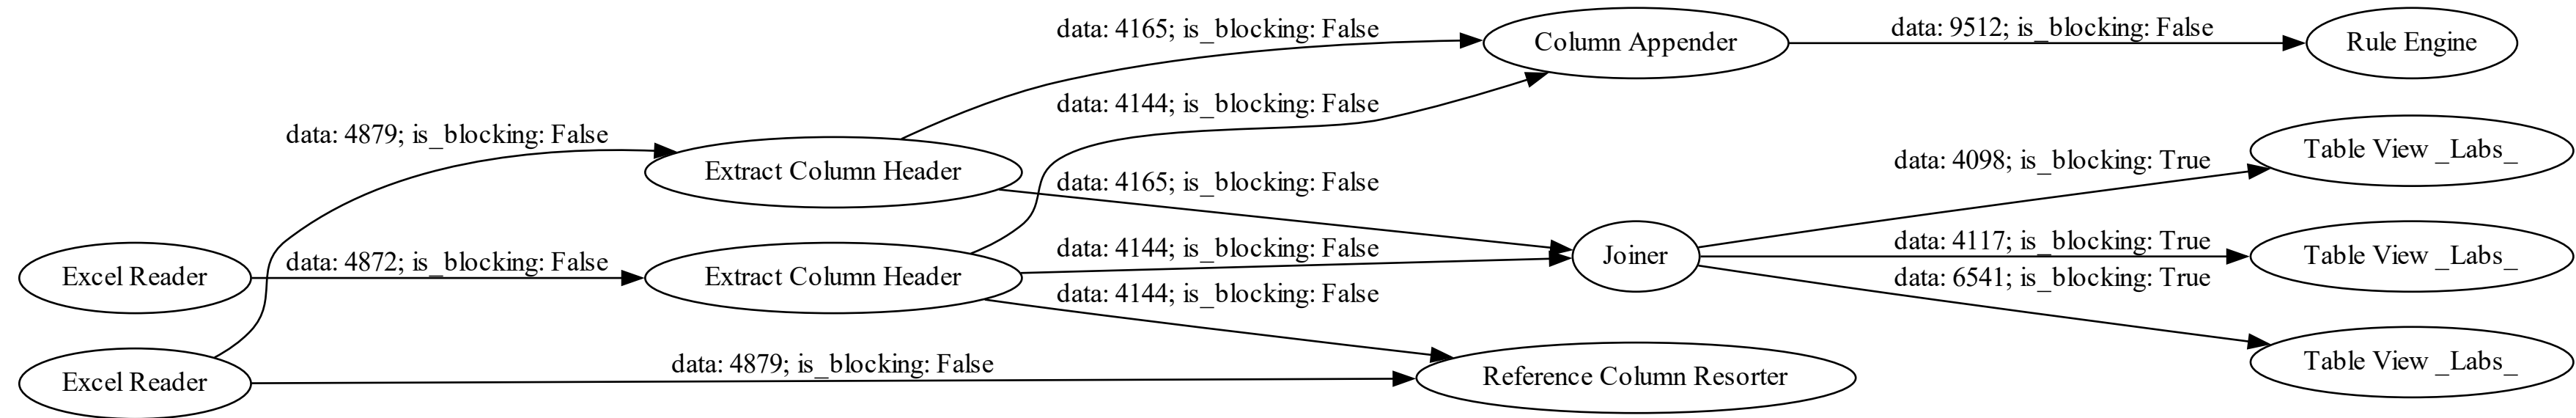 data: 4165; is_blocking: False
Column Appender
data: 9512; is_blocking: False
Rule Engine
data: 4144; is_blocking: False
data: 4879; is_blocking: False
Extract Column Header
data: 4165; is_blocking: False
data: 4098; is_blocking: True
Table View _Labs_
Excel Reader
data: 4872; is_blocking: False
Extract Column Header
data: 4144; is_blocking: False
Joiner
data: 4117; is_blocking: True
Table View _Labs_
data: 4144; is_blocking: False
data: 6541; is_blocking: True
Table View _Labs_
Excel Reader
data: 4879; is_blocking: False
Reference Column Resorter